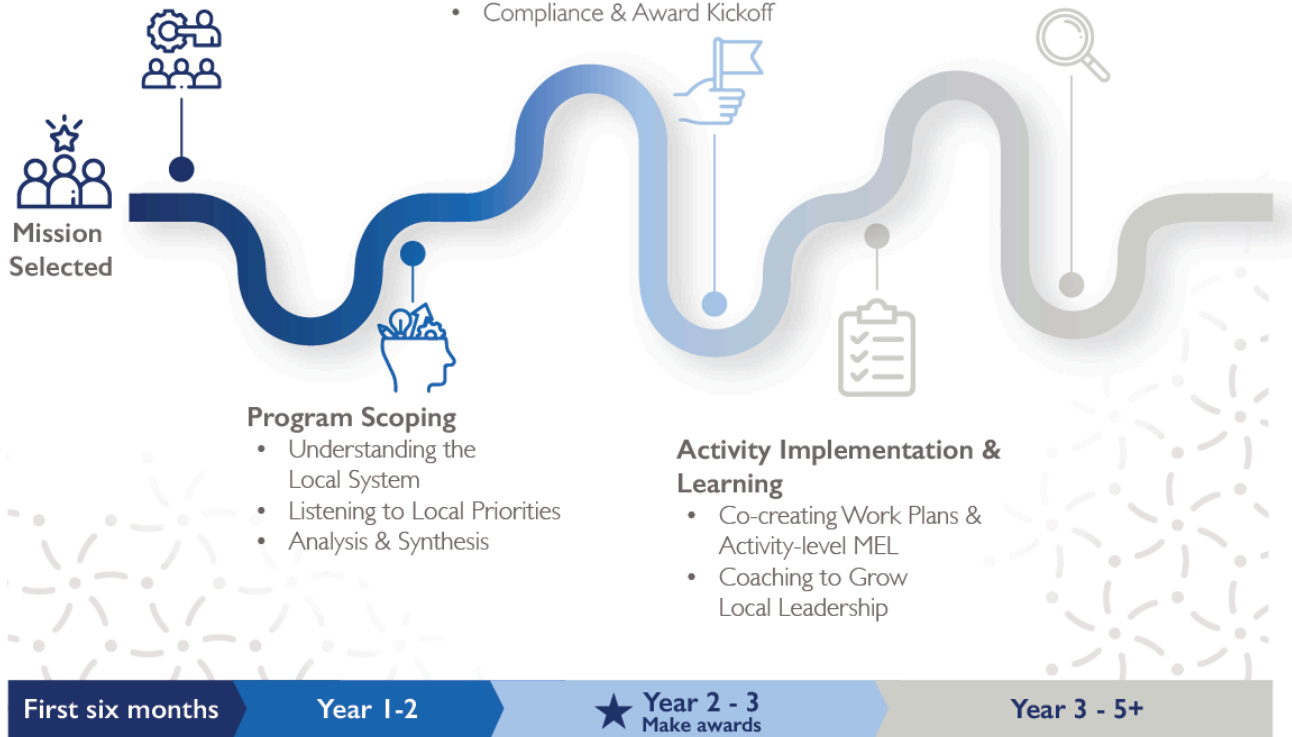 • Compliance & Award Kickoff
Mission
Selected
Program Scoping
• Understanding the
Local System
• Listening to Local Priorities
• Analysis & Synthesis
Activity Implementation &
Learning
• Co-creating Work Plans &
Activity-level MEL
• Coaching to Grow
Local Leadership
First six months
Year 1-2
Year 2 - 3
Make awards
Year 3 - 5+